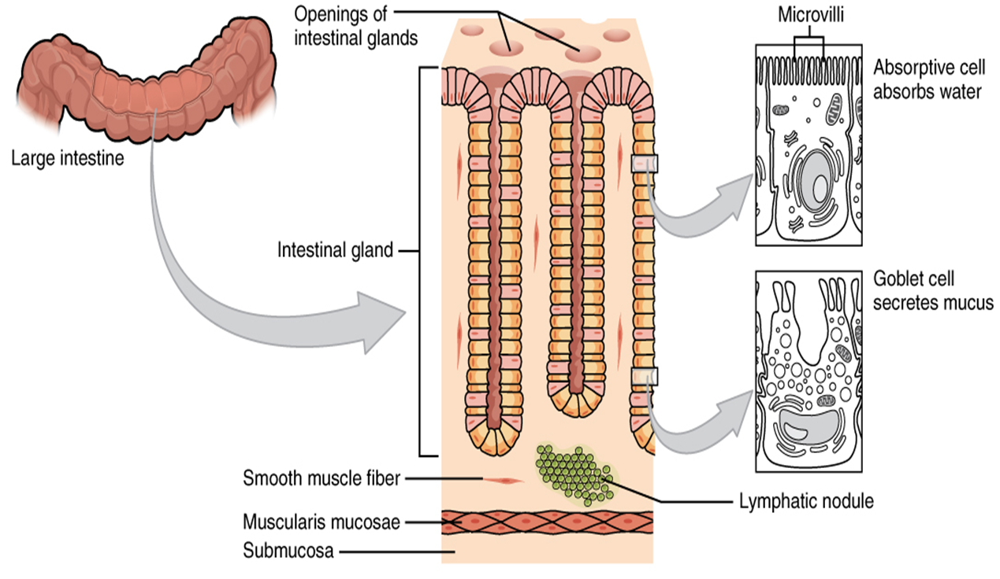 Openings of
intestinal glands
Microvilli
Absorptive cell
absorbs water
Large intestine
Intestinal gland
Goblet cell
secretes mucus
Smooth muscle fiber
Lymphatic nodule
Muscularis mucosae
Submucosa